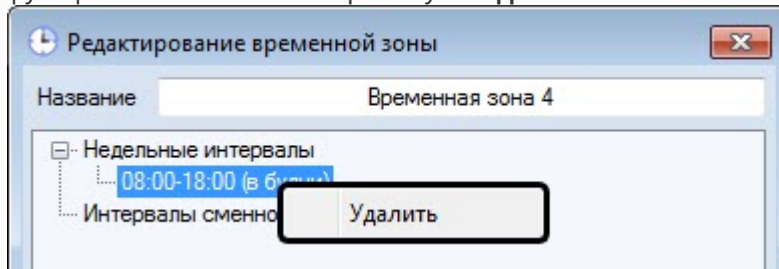 Редактирование временной зоны
Название Временная зона 4
Недельные интервалы
08:00-18:00 (в будни)
Интервалы сменно
Удалить